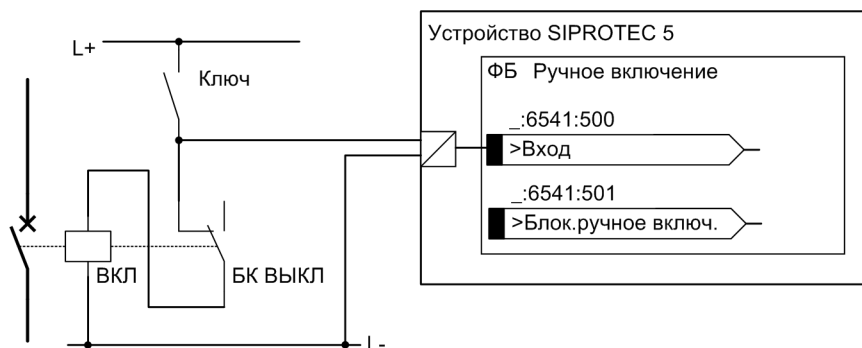 Устройство SIPROTEC 5
L+
ФБ Ручное включение
Ключ
_:6541:500
>Вход
_:6541:501
>Блок.ручное включ.
ВКЛ
БК ВЫКЛ
L-